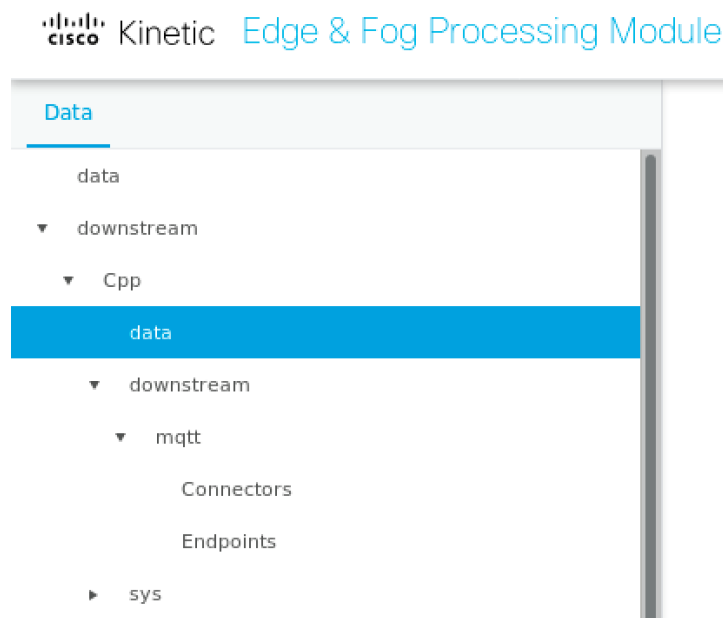 cisco Kinetic Edge & Fog Processing Module
Data
data
downstream
Cpp
data
downstream
mqtt
Connectors
Endpoints
sys